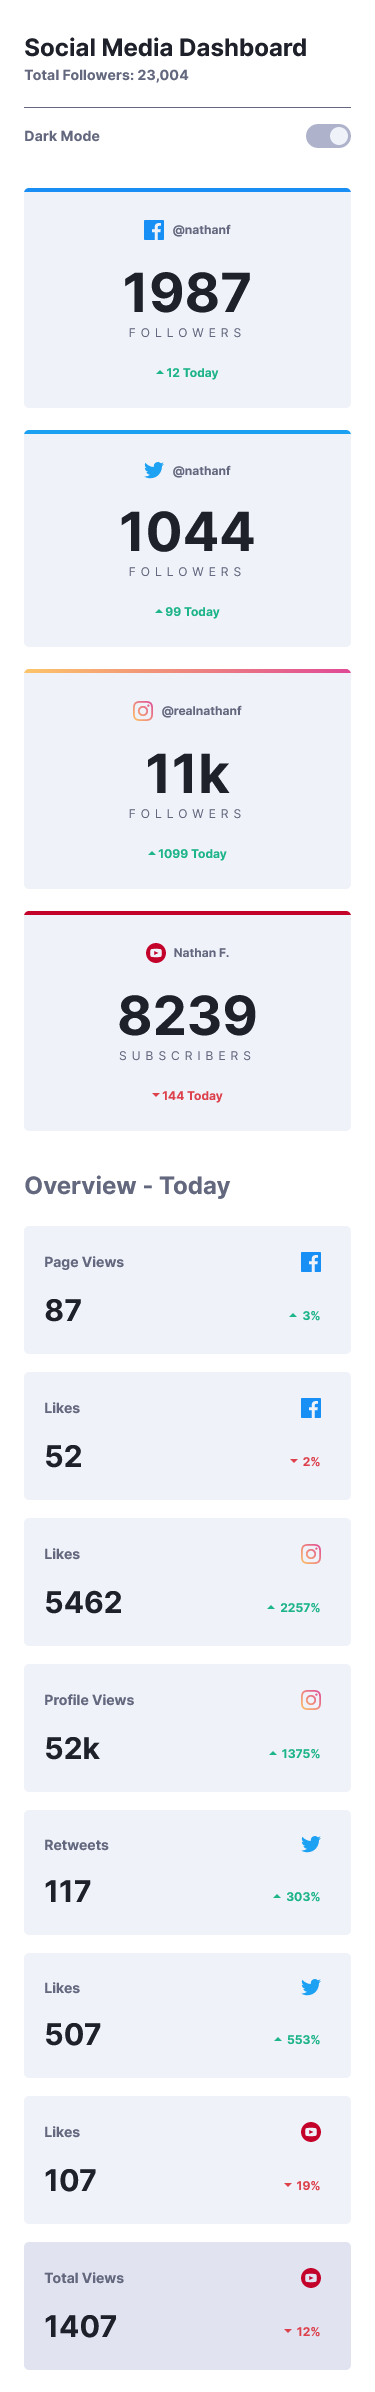 Social Media Dashboard
Total Followers: 23,004
Dark Mode
@nathanf
1987
FOLLOWERS
12 Today
@nathanf
1044
FOLLOWERS
99 Today
@realnathanf
11k
FOLLOWERS
1099 Today
Nathan F.
8239
SUBSCRIBERS
144 Today
Overview - Today
Page Views
87
3%
Likes
52
2%
Likes
5462
2257%
Profile Views
52k
1375%
Retweets
117
303%
Likes
507
553%
Likes
107
19%
Total Views
1407
12%